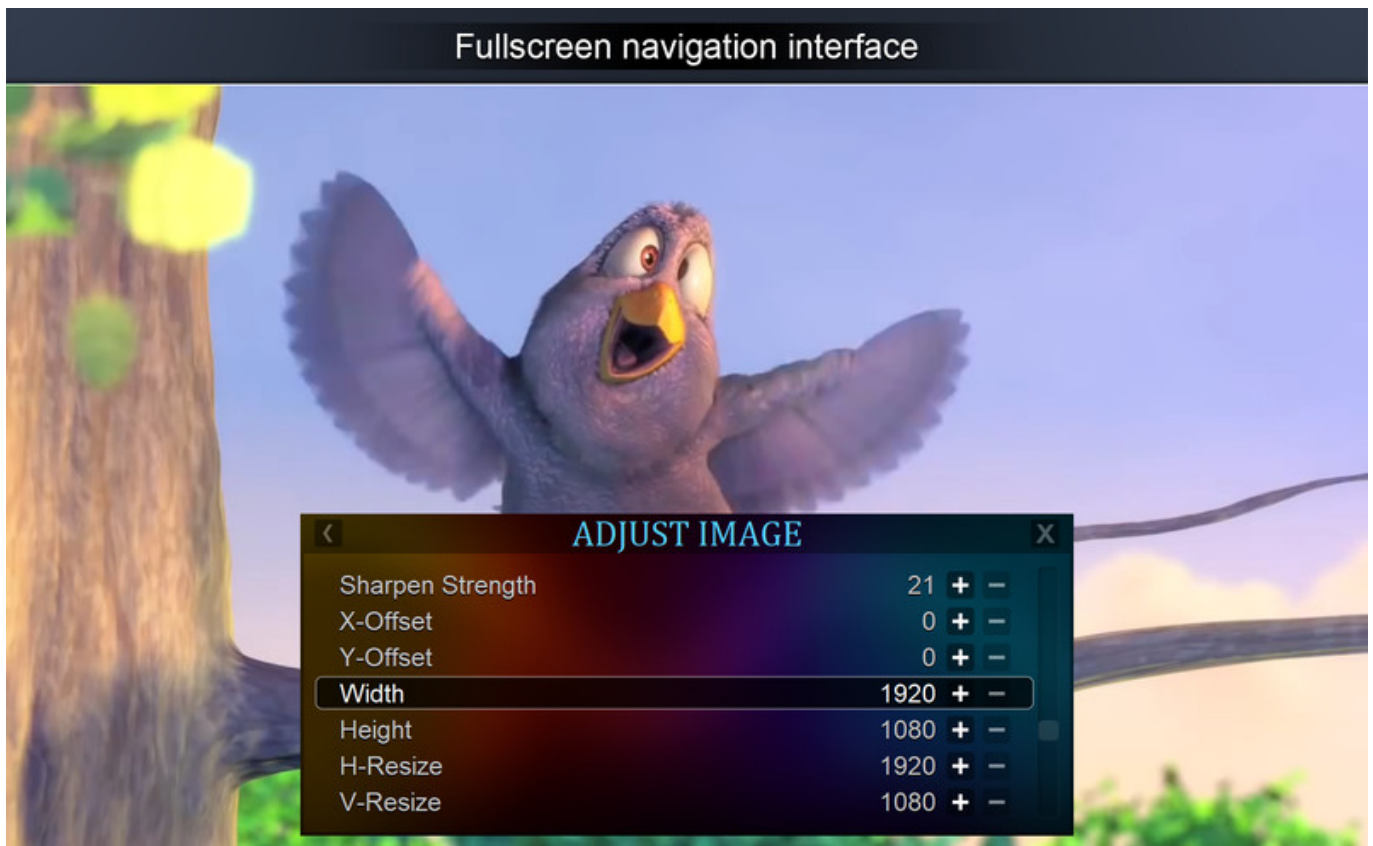 Fullscreen navigation interface
ADJUST IMAGE X
Sharpen Strength 21 + −
X-Offset 0 + −
Y-Offset 0 + −
Width 1920 + −
Height 1080 + −
H-Resize 1920 + −
V-Resize 1080 + −